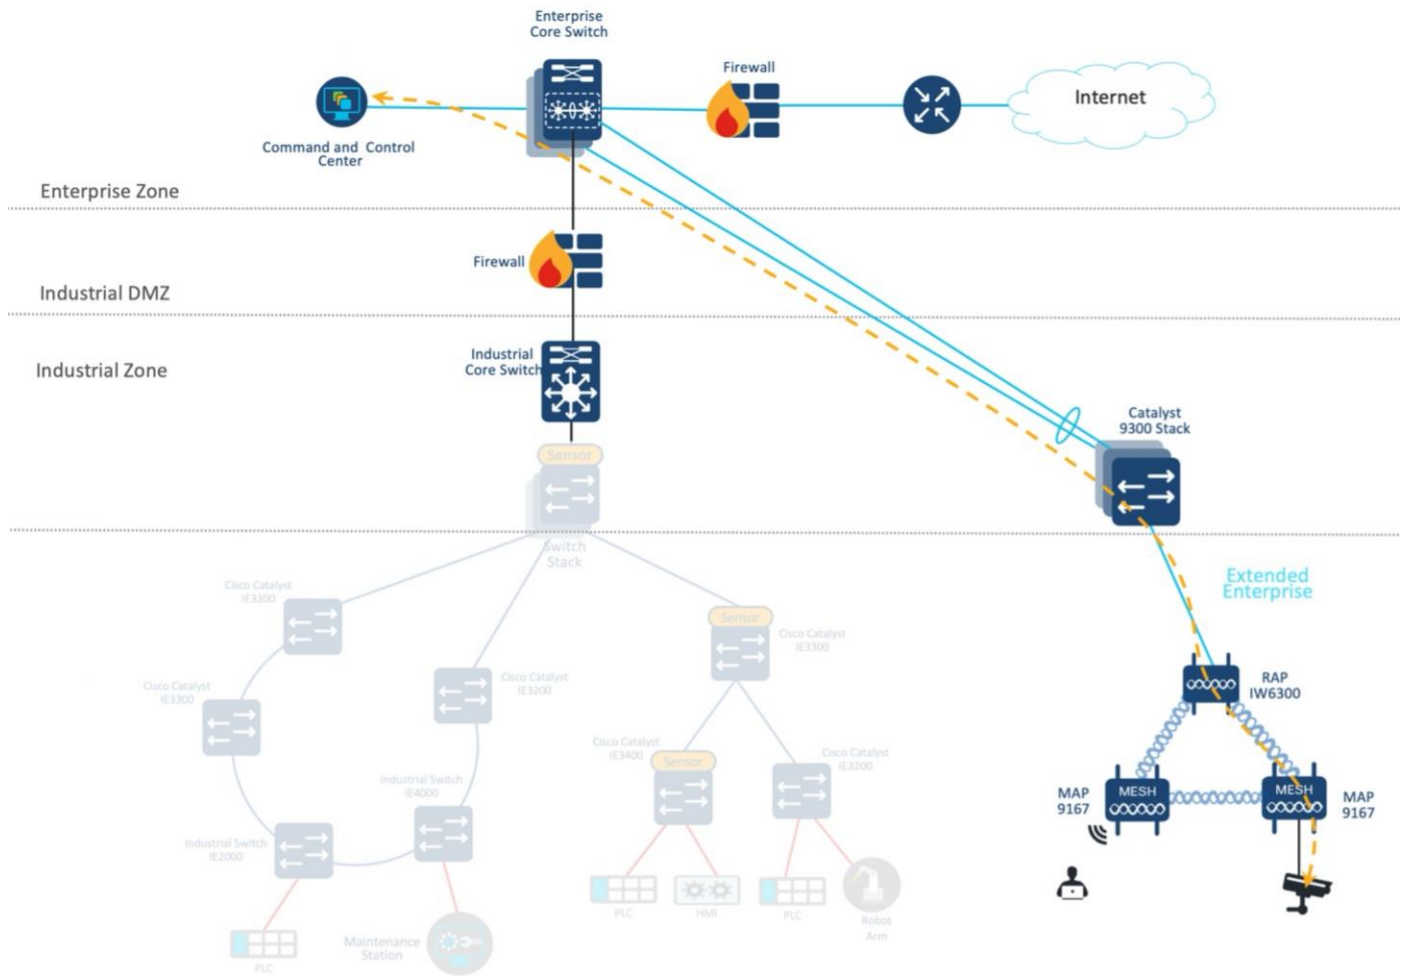 Enterprise
Core Switch
Firewall
Internet
Command and Control
Center
Enterprise Zone
Firewall
Industrial DMZ
Industrial
Core Switch
Industrial Zone
Catalyst
9300 Stack
Sensor
Switch
Stack
Extended
Enterprise
Cisco Catalyst
IE3300
Sensor
Cisco Catalyst
IE3300
Cisco Catalyst
IE3300
Cisco Catalyst
IE3200
RAP
IW6300
Cisco Catalyst
IE3400
Sensor
Cisco Catalyst
IE3200
Industrial Switch
IE4000
MAP
9167
MESH
MESH
MAP
9167
Industrial Switch
IE2000
PLC
HMI
PLC
Robot
Arm
Maintenance
Station
PLC